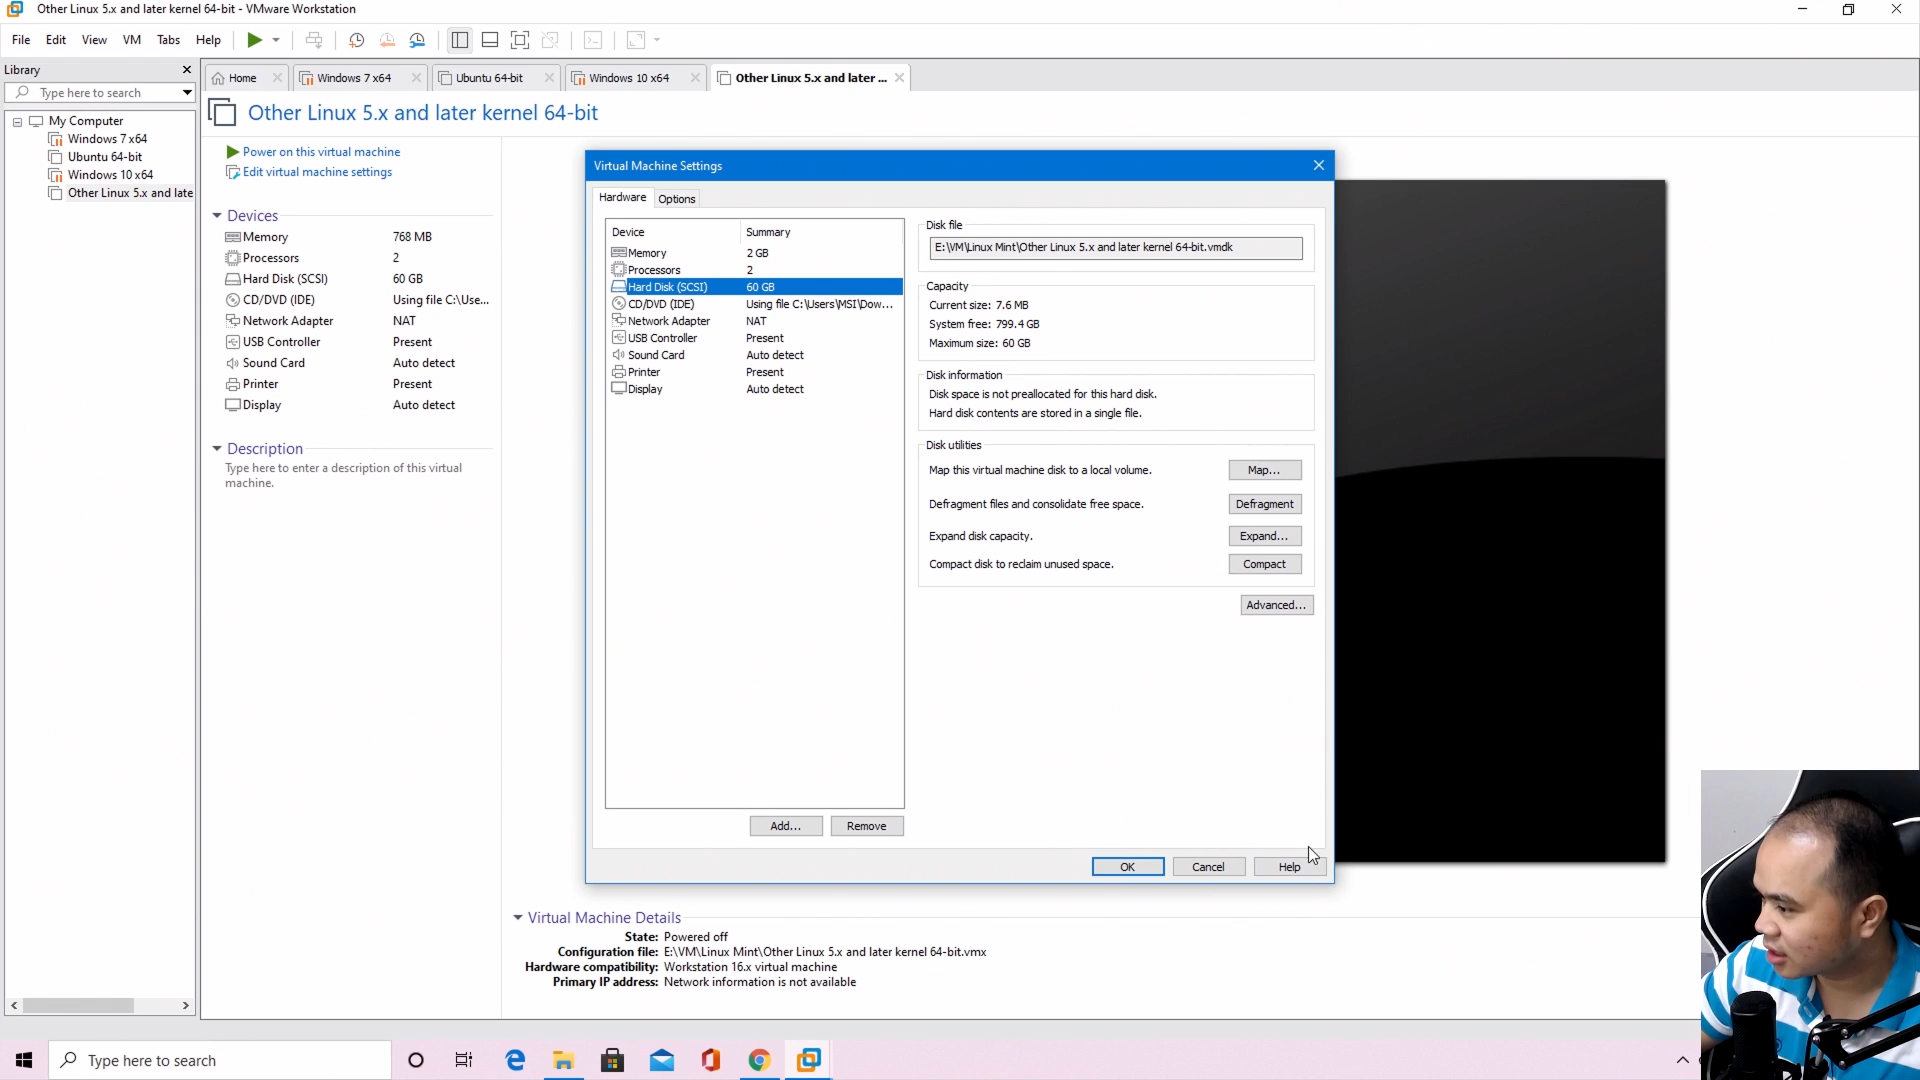 Other Linux 5.x and later kernel 64-bit - VMware Workstation
File Edit View VM Tabs Help
Library
Type here to search
My Computer
Windows 7 x64
Ubuntu 64-bit
Windows 10 x64
Other Linux 5.x and late
Home
Windows 7 x64
Ubuntu 64-bit
Windows 10 x64
Other Linux 5.x and later ...
Other Linux 5.x and later kernel 64-bit
Power on this virtual machine
Edit virtual machine settings
Devices
Memory 768 MB
Processors 2
Hard Disk (SCSI) 60 GB
CD/DVD (IDE) Using file C:\Use...
Network Adapter NAT
USB Controller Present
Sound Card Auto detect
Printer Present
Display Auto detect
Description
Type here to enter a description of this virtual
machine.
Virtual Machine Settings
Hardware Options
Device Summary
Memory 2 GB
Processors 2
Hard Disk (SCSI) 60 GB
CD/DVD (IDE) Using file C:\Users\MSI\Dow...
Network Adapter NAT
USB Controller Present
Sound Card Auto detect
Printer Present
Display Auto detect
Add... Remove
Disk file
E:\VM\Linux Mint\Other Linux 5.x and later kernel 64-bit.vmdk
Capacity
Current size: 7.6 MB
System free: 799.4 GB
Maximum size: 60 GB
Disk information
Disk space is not preallocated for this hard disk.
Hard disk contents are stored in a single file.
Disk utilities
Map this virtual machine disk to a local volume. Map...
Defragment files and consolidate free space. Defragment
Expand disk capacity. Expand...
Compact disk to reclaim unused space. Compact
Advanced...
OK Cancel Help
Virtual Machine Details
State: Powered off
Configuration file: E:\VM\Linux Mint\Other Linux 5.x and later kernel 64-bit.vmx
Hardware compatibility: Workstation 16.x virtual machine
Primary IP address: Network information is not available
Type here to search